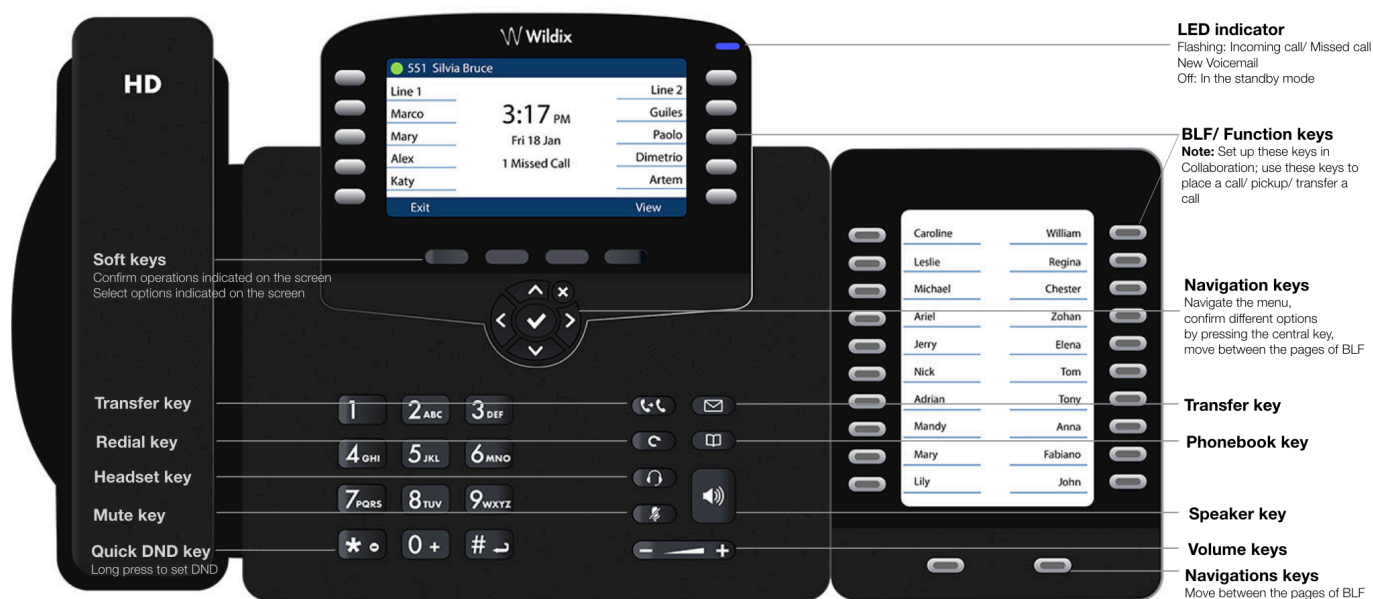 Wildix
HD
551 Silvia Bruce
Line 1
Line 2
Marco
3:17 PM
Guiles
Mary
Fri 18 Jan
Paolo
Alex
1 Missed Call
Dimetrio
Katy
Artem
Exit
View
LED indicator
Flashing: Incoming call/ Missed call
New Voicemail
Off: In the standby mode
BLF/ Function keys
Note: Set up these keys in
Collaboration; use these keys to
place a call/ pickup/ transfer a
call
Caroline
William
Leslie
Regina
Michael
Chester
Ariel
Zohan
Jerry
Elena
Nick
Tom
Adrian
Tony
Mandy
Anna
Mary
Fabiano
Lily
John
Soft keys
Confirm operations indicated on the screen
Select options indicated on the screen
Navigation keys
Navigate the menu,
confirm different options
by pressing the central key,
move between the pages of BLF
Transfer key
Redial key
Headset key
Mute key
Quick DND key
Long press to set DND
1
2 ABC
3 DEF
4 GHI
5 JKL
6 MNO
7 PQRS
8 TUV
9 WXYZ
*
0 +
#
- +
Transfer key
Phonebook key
Speaker key
Volume keys
Navigations keys
Move between the pages of BLF